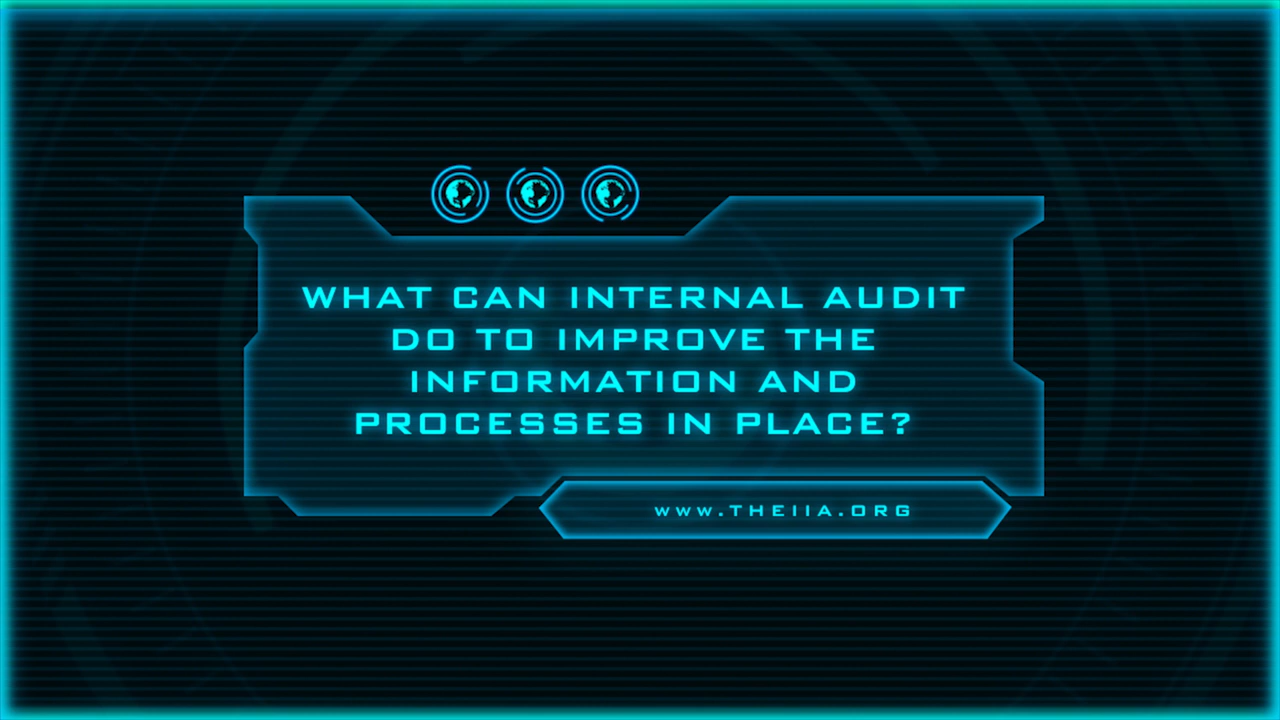 WHAT CAN INTERNAL AUDIT
DO TO IMPROVE THE
INFORMATION AND
PROCESSES IN PLACE?
www.THEIIA.ORG